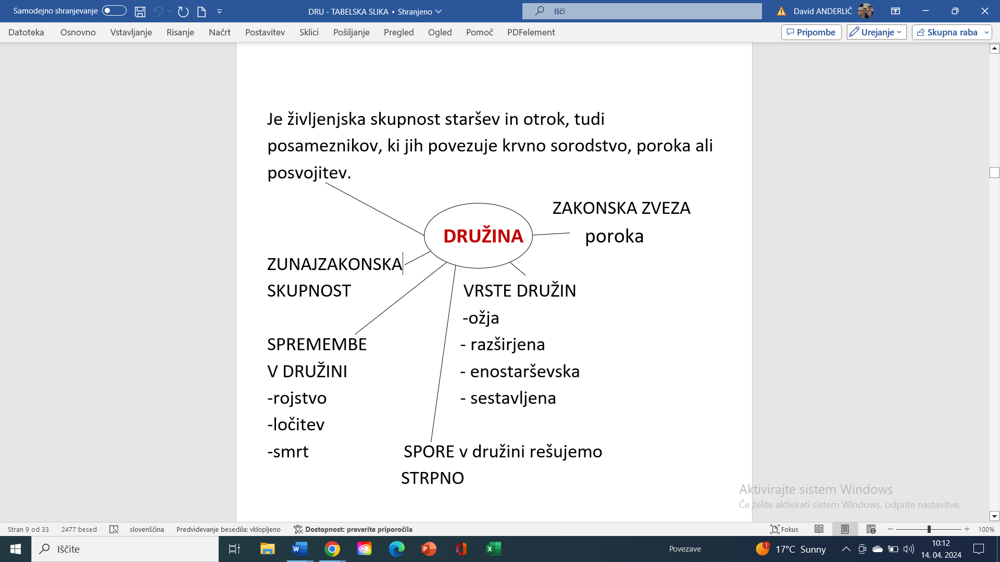 Samodejno shranjevanje
DRU - TABELSKA SLIKA • Shranjeno
Išči
David ANDERLIČ
Datoteka Osnovno Vstavljanje Risanje Načrt Postavitev Sklici Pošiljanje Pregled Ogled Pomoč PDFelement
Pripombe Urejanje Skupna raba
Je življenjska skupnost staršev in otrok, tudi
posameznikov, ki jih povezuje krvno sorodstvo, poroka ali
posvojitev.
ZAKONSKA ZVEZA
DRUŽINA
poroka
ZUNAJZAKONSKA
SKUPNOST
VRSTE DRUŽIN
-ožja
SPREMEMBE
- razširjena
V DRUŽINI
- enostarševska
-rojstvo
- sestavljena
-ločitev
-smrt
SPORE v družini rešujemo
STRPNO
Aktivirajte sistem Windows
Če želite aktivirati sistem Windows, odprite nastavitve.
Stran 9 od 33 2477 besed slovenščina Predvidevanje besedila: vklopljeno Dostopnost: preverite priporočila Fokus 100%
Iščite
Povezave
1
17°C Sunny
10:12
14. 04. 2024